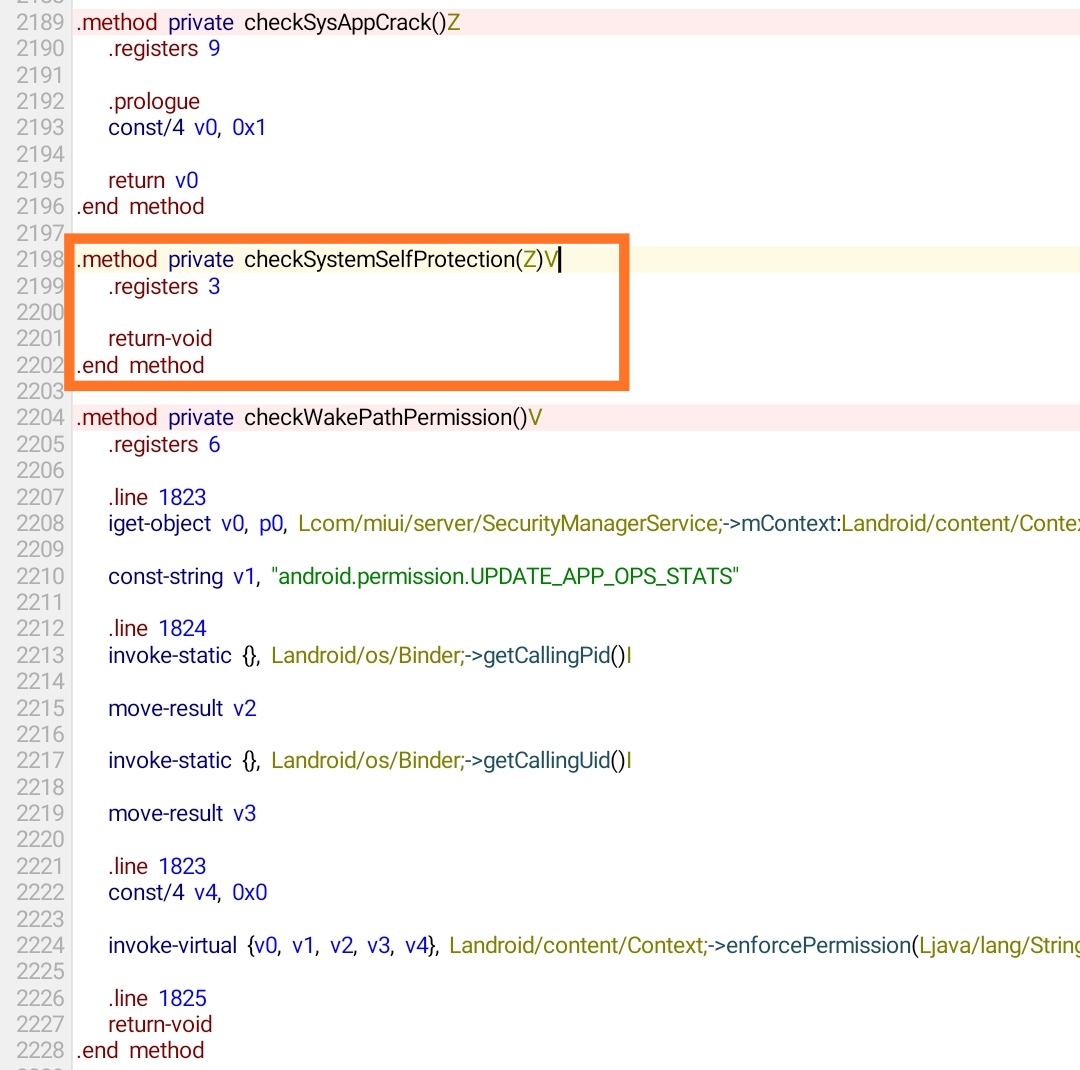 2189 .method private checkSysAppCrack()Z
2190 .registers 9
2191
2192 .prologue
2193 const/4 v0, 0x1
2194
2195 return v0
2196 .end method
2197
2198 .method private checkSystemSelfProtection(Z)V
2199 .registers 3
2200
2201 return-void
2202 .end method
2203
2204 .method private checkWakePathPermission()V
2205 .registers 6
2206
2207 .line 1823
2208 iget-object v0, p0, Lcom/miui/server/SecurityManagerService;->mContext:Landroid/content/Contex
2209
2210 const-string v1, "android.permission.UPDATE_APP_OPS_STATS"
2211
2212 .line 1824
2213 invoke-static {}, Landroid/os/Binder;->getCallingPid()I
2214
2215 move-result v2
2216
2217 invoke-static {}, Landroid/os/Binder;->getCallingUid()I
2218
2219 move-result v3
2220
2221 .line 1823
2222 const/4 v4, 0x0
2223
2224 invoke-virtual {v0, v1, v2, v3, v4}, Landroid/content/Context;->enforcePermission(Ljava/lang/String
2225
2226 .line 1825
2227 return-void
2228 .end method